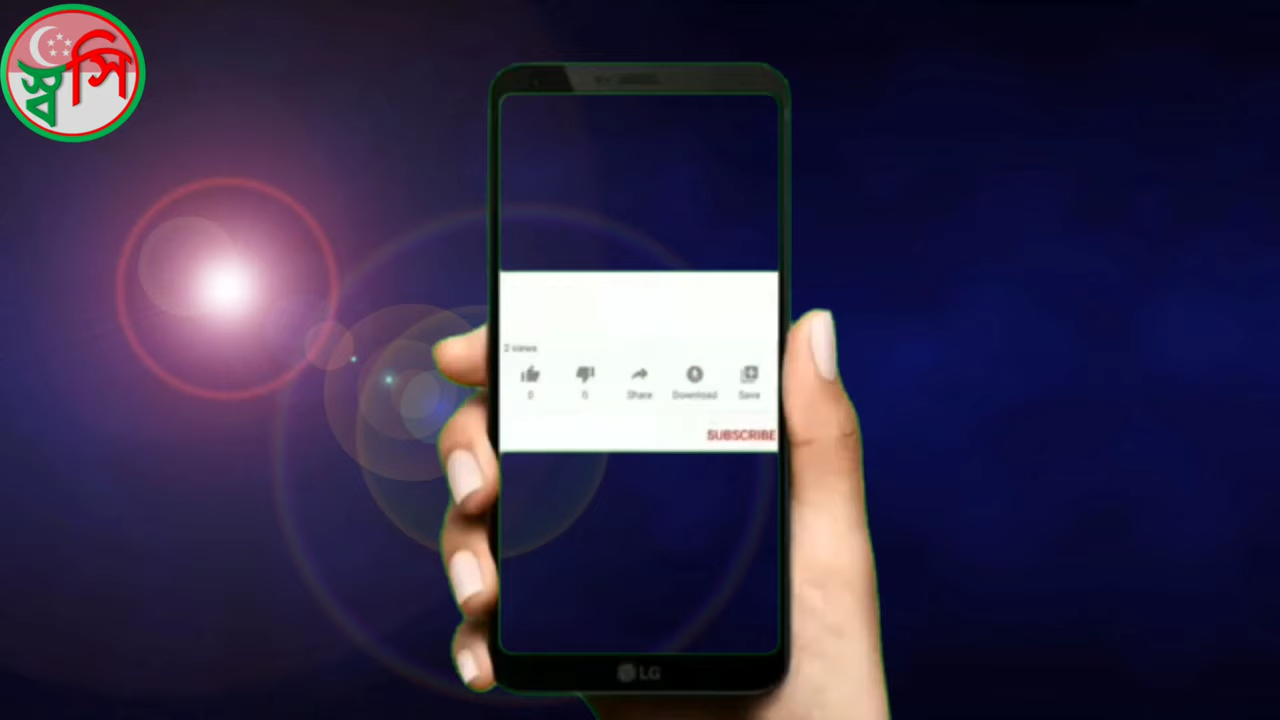 স্বসি
2 views
0 0 Share Download Save
SUBSCRIBE
LG